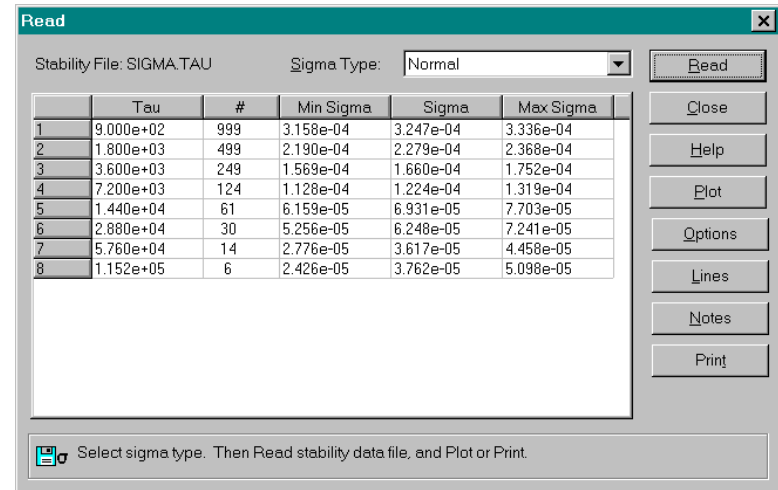 Read
Stability File: SIGMA.TAU Sigma Type: Normal Read
Tau # Min Sigma Sigma Max Sigma Close
1 9.000e+02 999 3.158e-04 3.247e-04 3.336e-04
2 1.800e+03 499 2.190e-04 2.279e-04 2.368e-04 Help
3 3.600e+03 249 1.569e-04 1.660e-04 1.752e-04
4 7.200e+03 124 1.128e-04 1.224e-04 1.319e-04 Plot
5 1.440e+04 61 6.159e-05 6.931e-05 7.703e-05
6 2.880e+04 30 5.256e-05 6.248e-05 7.241e-05 Options
7 5.760e+04 14 2.776e-05 3.617e-05 4.458e-05
8 1.152e+05 6 2.426e-05 3.762e-05 5.098e-05 Lines
Notes
Print
σ Select sigma type. Then Read stability data file, and Plot or Print.